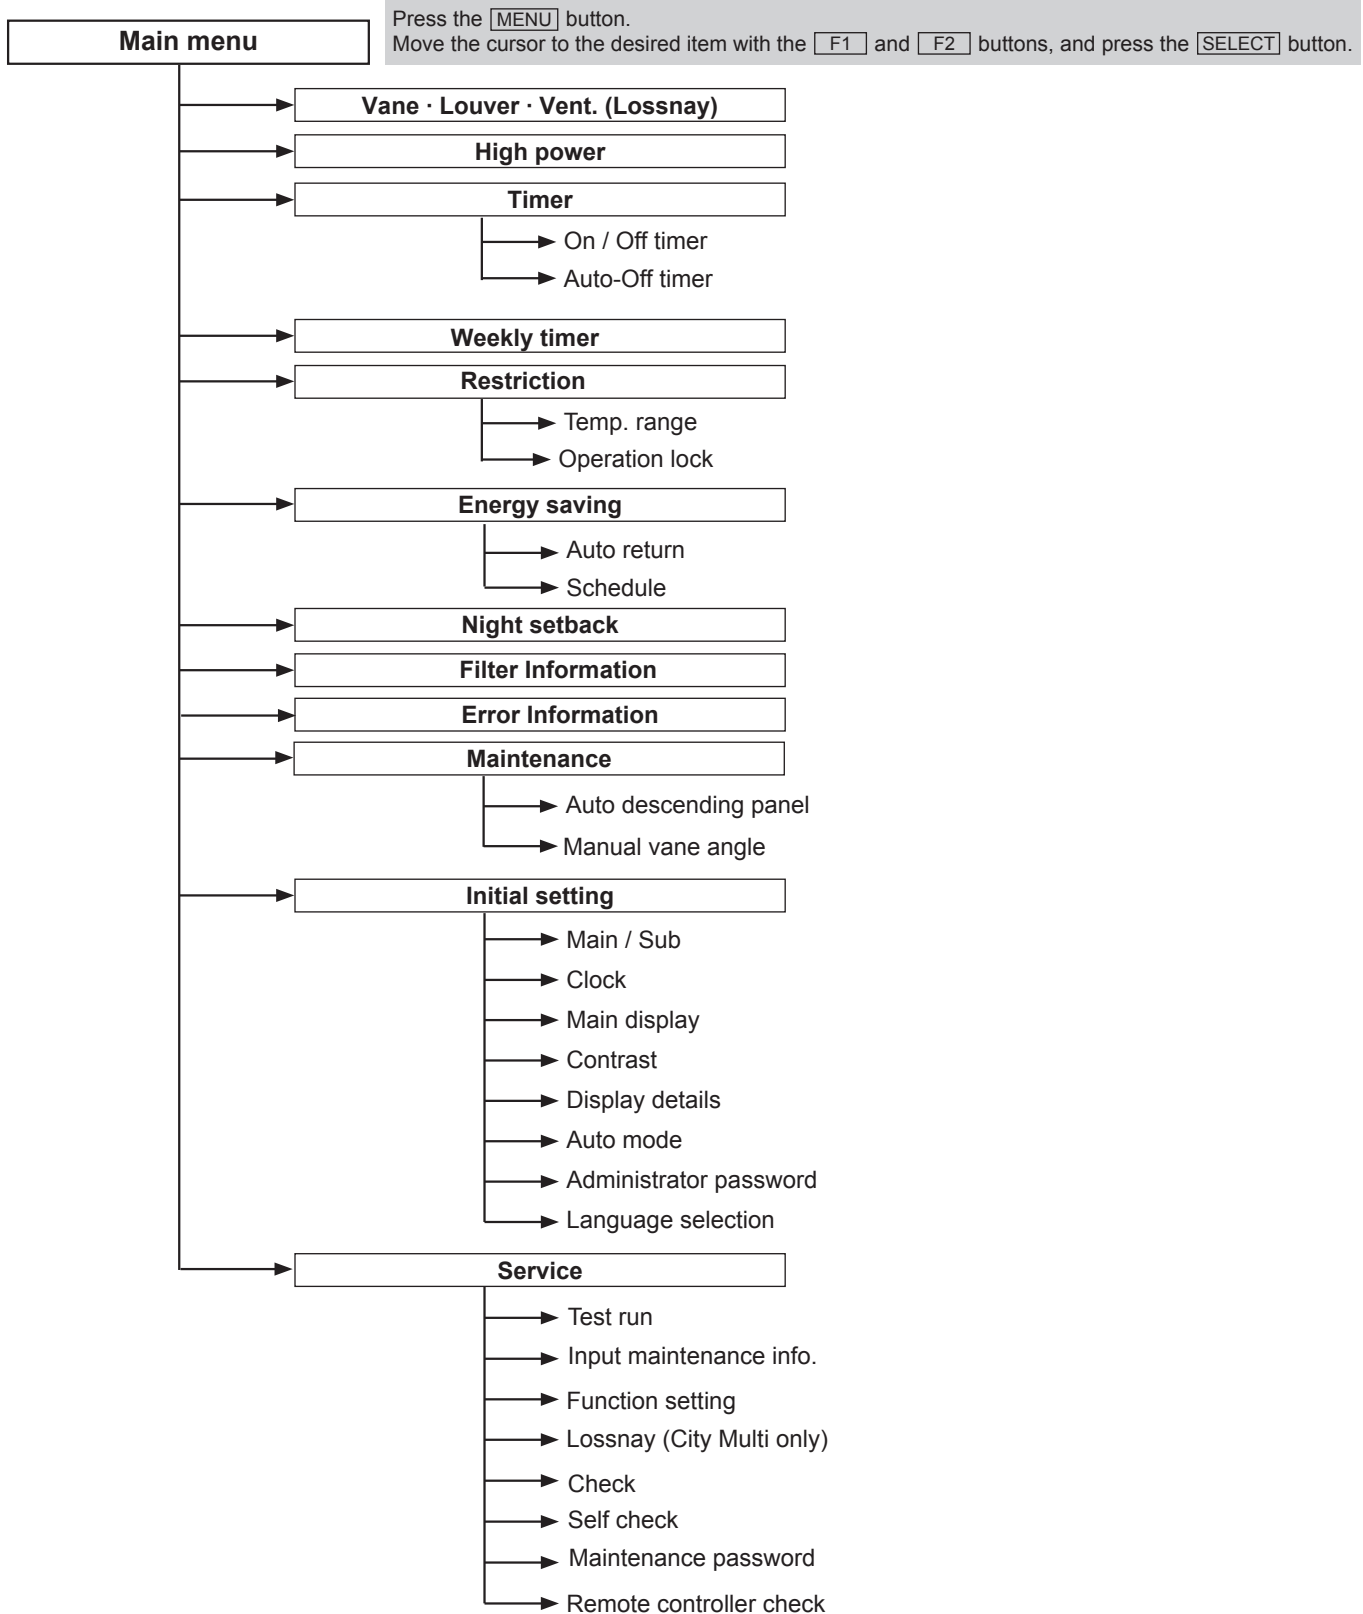 Press the MENU button.
Main menu
Move the cursor to the desired item with the F1 and F2 buttons, and press the SELECT button.
Vane · Louver · Vent. (Lossnay)
High power
Timer
On / Off timer
Auto-Off timer
Weekly timer
Restriction
Temp. range
Operation lock
Energy saving
Auto return
Schedule
Night setback
Filter Information
Error Information
Maintenance
Auto descending panel
Manual vane angle
Initial setting
Main / Sub
Clock
Main display
Contrast
Display details
Auto mode
Administrator password
Language selection
Service
Test run
Input maintenance info.
Function setting
Lossnay (City Multi only)
Check
Self check
Maintenance password
Remote controller check